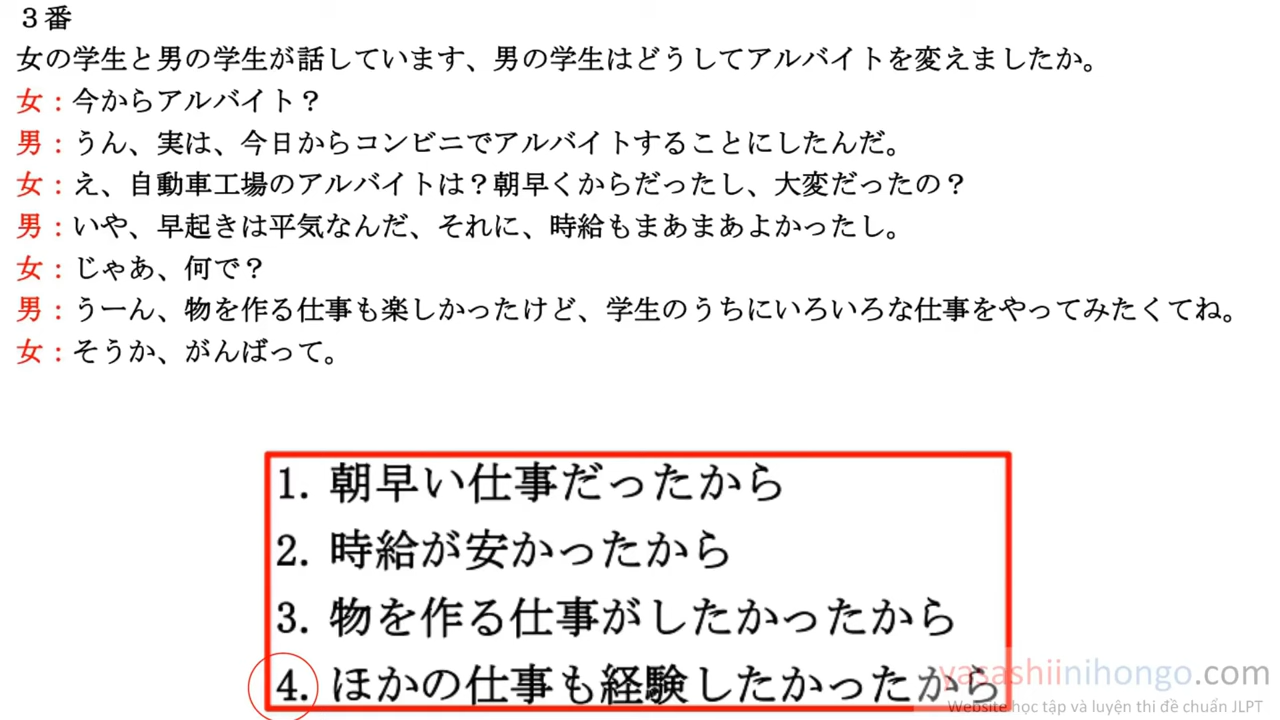 ３番
女の学生と男の学生が話しています、男の学生はどうしてアルバイトを変えましたか。
女：今からアルバイト？
男：うん、実は、今日からコンビニでアルバイトすることにしたんだ。
女：え、自動車工場のアルバイトは？朝早くからだったし、大変だったの？
男：いや、早起きは平気なんだ、それに、時給もまあまあよかったし。
女：じゃあ、何で？
男：うーん、物を作る仕事も楽しかったけど、学生のうちにいろいろな仕事をやってみたくてね。
女：そうか、がんばって。
1. 朝早い仕事だったから
2. 時給が安かったから
3. 物を作る仕事がしたかったから
4. ほかの仕事も経験したかったから
yasashiinihongo.com
Website học tập và luyện thi đề chuẩn JLPT